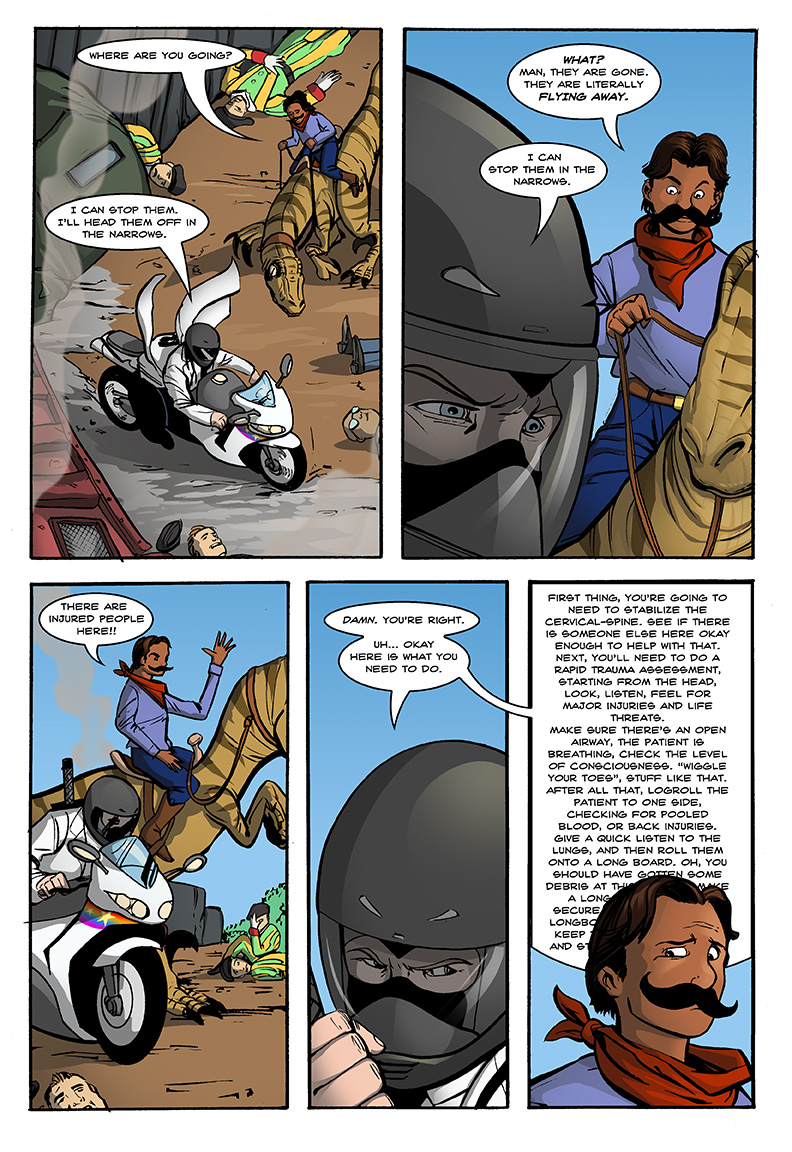 WHERE ARE YOU GOING?
I CAN STOP THEM.
I'LL HEAD THEM OFF IN
THE NARROWS.
WHAT?
MAN, THEY ARE GONE.
THEY ARE LITERALLY
FLYING AWAY.
I CAN
STOP THEM IN THE
NARROWS.
THERE ARE
INJURED PEOPLE
HERE!!
DAMN. YOU'RE RIGHT.
UH... OKAY
HERE IS WHAT YOU
NEED TO DO.
FIRST THING, YOU'RE GOING TO
NEED TO STABILIZE THE
CERVICAL-SPINE. SEE IF THERE
IS SOMEONE ELSE HERE OKAY
ENOUGH TO HELP WITH THAT.
NEXT, YOU'LL NEED TO DO A
RAPID TRAUMA ASSESSMENT,
STARTING FROM THE HEAD,
LOOK, LISTEN, FEEL FOR
MAJOR INJURIES AND LIFE
THREATS.
MAKE SURE THERE'S AN OPEN
AIRWAY, THE PATIENT IS
BREATHING, CHECK THE LEVEL
OF CONSCIOUSNESS. "WIGGLE
YOUR TOES", STUFF LIKE THAT.
AFTER ALL THAT, LOGROLL THE
PATIENT TO ONE SIDE,
CHECKING FOR POOLED
BLOOD, OR BACK INJURIES.
GIVE A QUICK LISTEN TO THE
LUNGS, AND THEN ROLL THEM
ONTO A LONG BOARD. OH, YOU
SHOULD HAVE GOTTEN SOME
DEBRIS AT MAKE
A
SECURE
KEEP
AND